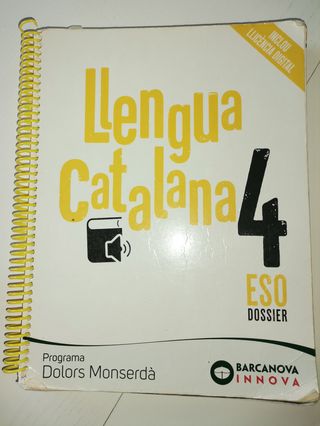 INCLOU
LLICÈNCIA DIGITAL
Llengua
Catalana
4
ESO
DOSSIER
Programa
Dolors Monserdà
BARCANOVA
INNOVA